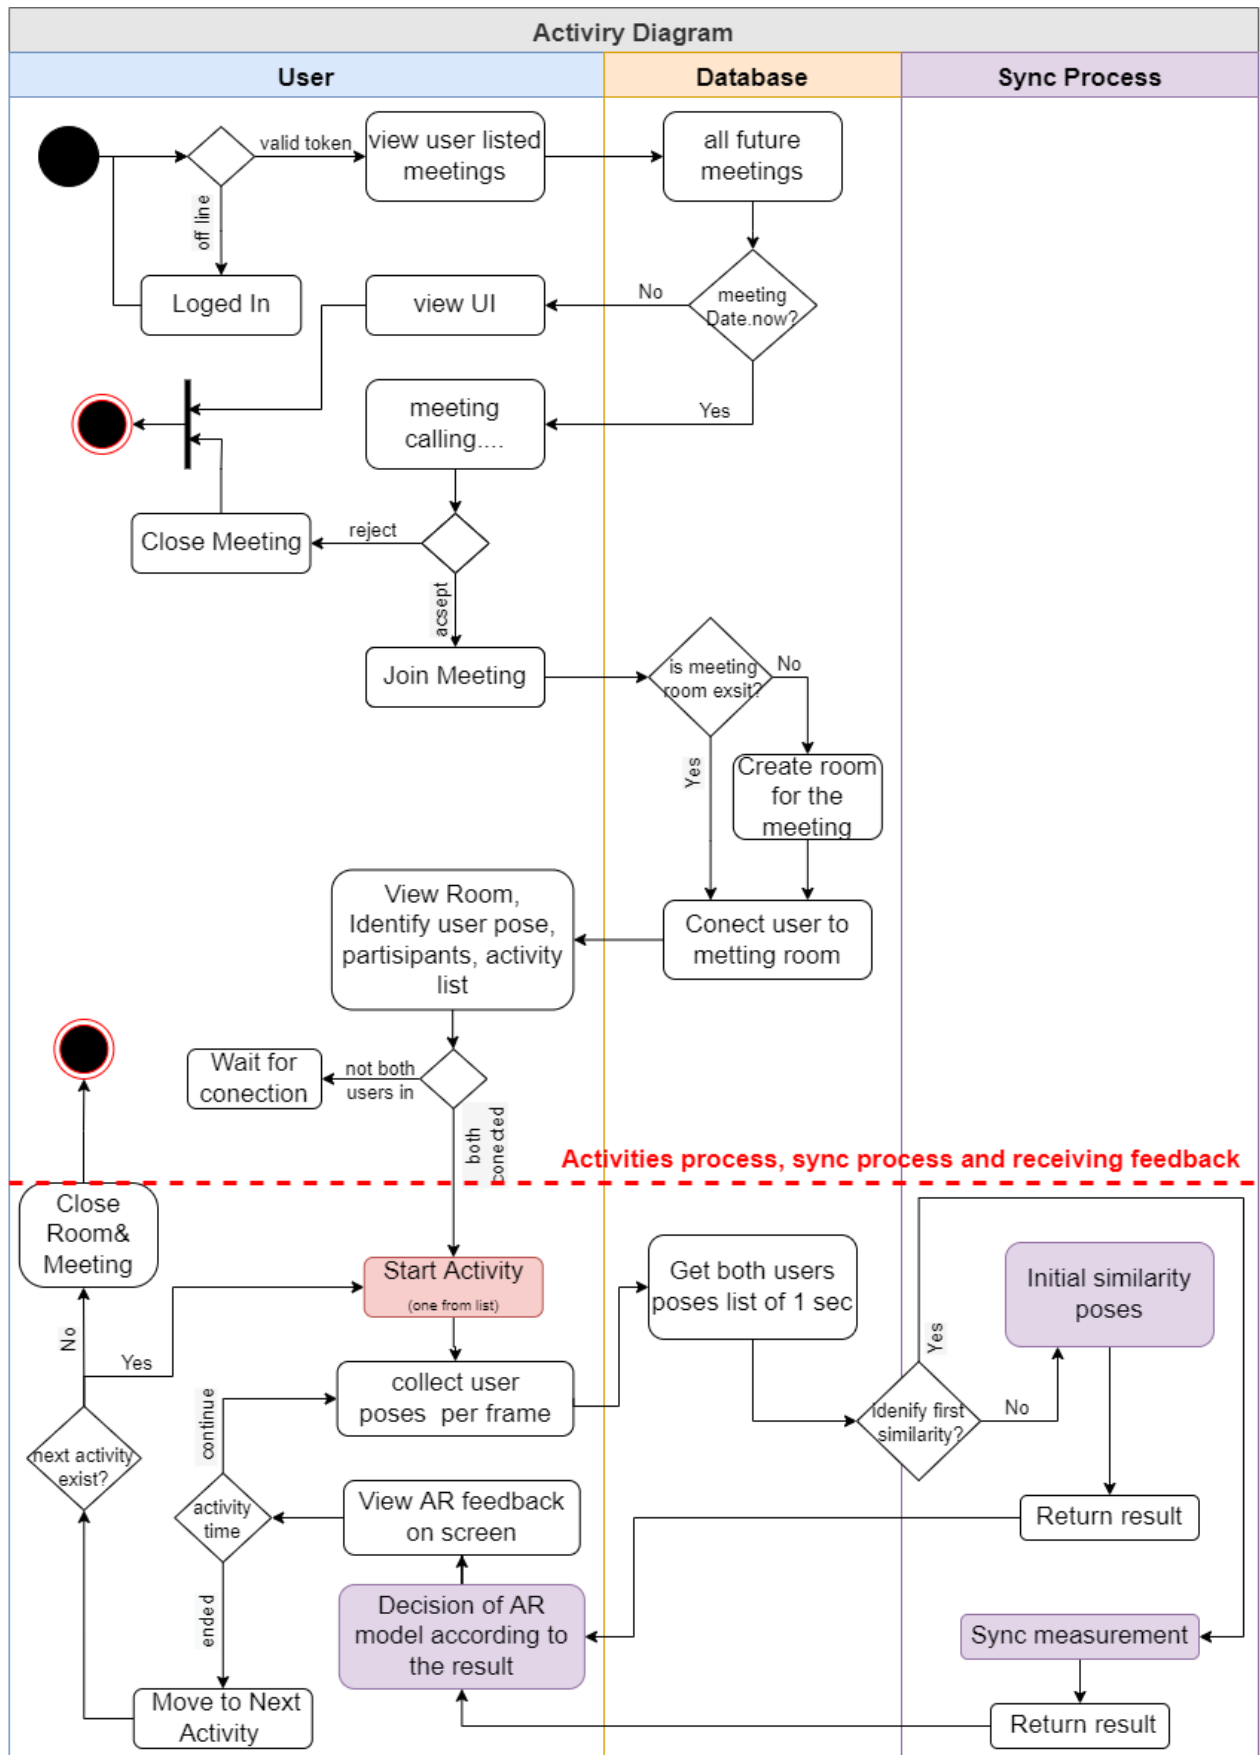 Activiry Diagram
User
Database
Sync Process
valid token
view user listed
meetings
all future
meetings
off line
Loged In
view UI
No
meeting
Date.now?
Yes
meeting
calling....
reject
Close Meeting
acsept
Join Meeting
is meeting
room exsit?
No
Yes
Create room
for the
meeting
View Room,
Identify user pose,
partisipants, activity
list
Conect user to
metting room
Wait for
conection
not both
users in
both
conected
Activities process, sync process and receiving feedback
Close
Room&
Meeting
Start Activity
(one from list)
Get both users
poses list of 1 sec
Initial similarity
poses
No
Yes
Yes
collect user
poses per frame
continue
idenify first
similarity?
No
next activity
exist?
activity
time
View AR feedback
on screen
Return result
ended
Decision of AR
model according to
the result
Sync measurement
Move to Next
Activity
Return result